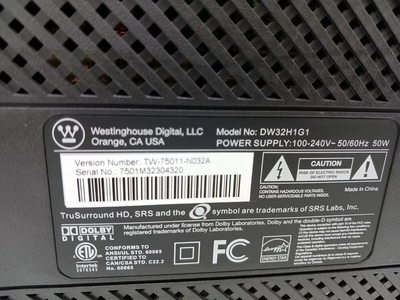 Westinghouse Digital, LLC
Orange, CA USA
Model No: DW32H1G1
POWER SUPPLY:100-240V~ 50/60Hz 50W
Version Number: TW-75011-N032A
Serial No.: 7501M32304320
CAUTION
RISK OF ELECTRIC SHOCK
DO NOT OPEN
CAUTION: CONTAINS HAZARDOUS VOLTAGES,
NO USER-SERVICEABLE PARTS INSIDE.
Made in China
TruSurround HD, SRS and the symbol are trademarks of SRS Labs, Inc.
DOLBY
DIGITAL
Manufactured under license from Dolby Laboratories. Dolby and the double-D symbol are
trademarks of Dolby Laboratories.
Intertek
3078343
CONFORMS TO
ANSI/UL STD. 60065
CERTIFIED TO
CAN/CSA STD. C22.2
No. 60065
FC
ENERGY STAR